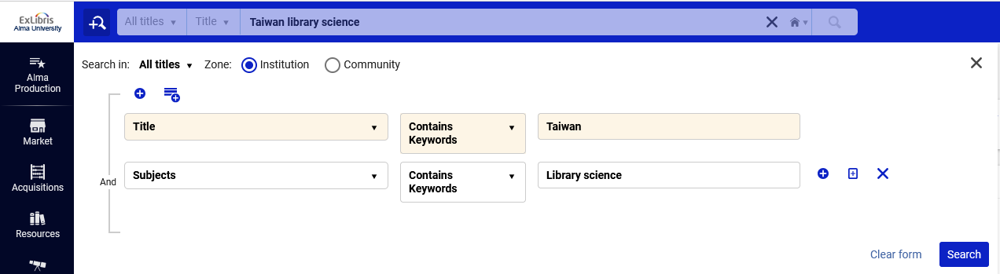 ExLibris
Alma University
All titles
Title
Taiwan library science
Search in:
All titles
Zone:
Institution
Community
Alma
Production
Market
Acquisitions
Resources
Title
Contains
Keywords
Taiwan
And
Subjects
Contains
Keywords
Library science
Clear form
Search